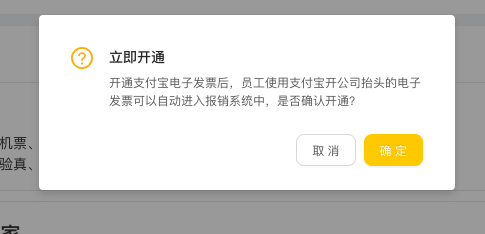 立即开通
开通支付宝电子发票后，员工使用支付宝开公司抬头的电子
发票可以自动进入报销系统中，是否确认开通？
取 消
确 定
机票、
验真、
家